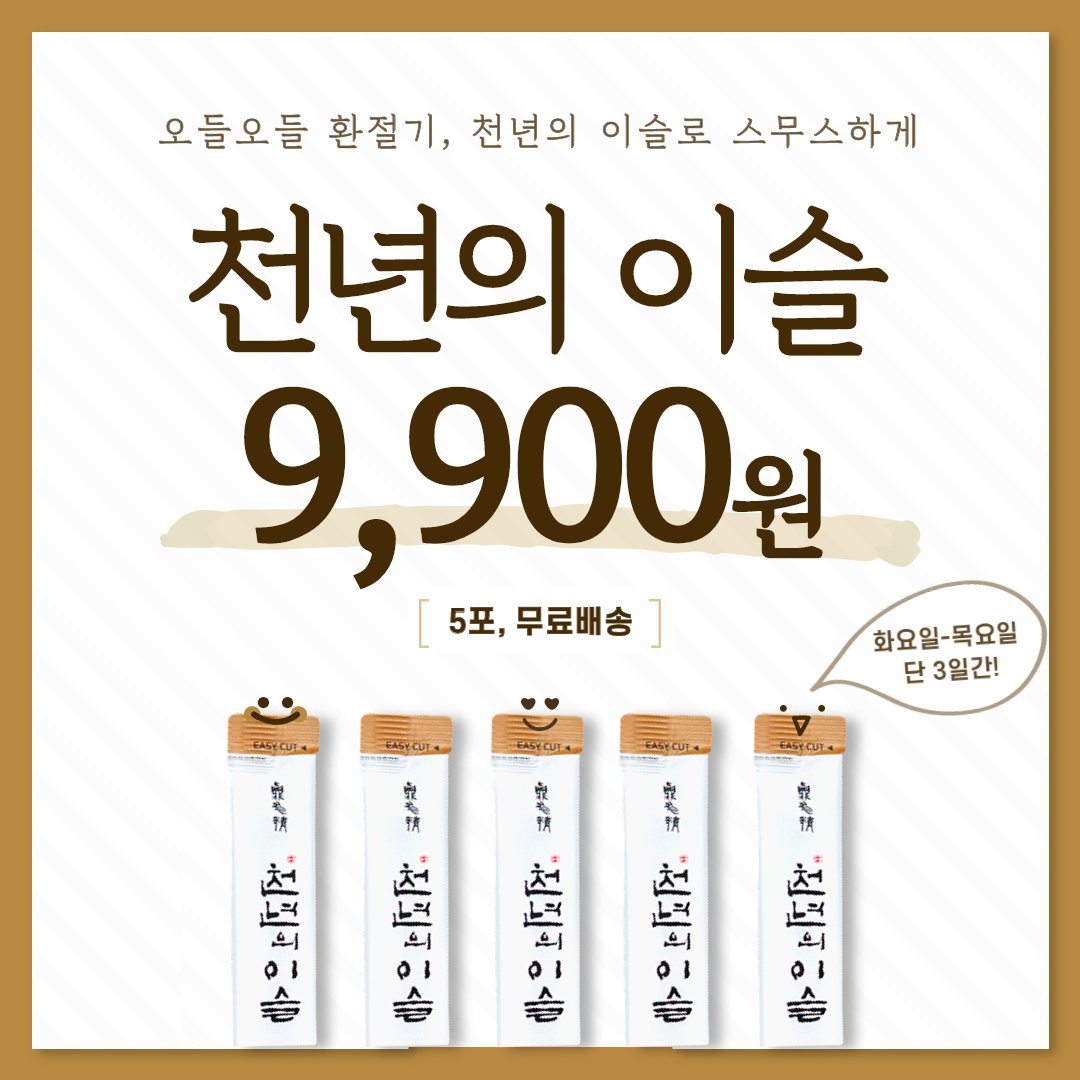 오들오들 환절기, 천년의 이슬로 스무스하게
천년의 이슬
9,900원
5포, 무료배송
화요일-목요일
단 3일간!
EASY CUT
천년의이슬
EASY CUT
천년의이슬
EASY CUT
천년의이슬
EASY CUT
천년의이슬
EASY CUT
천년의이슬